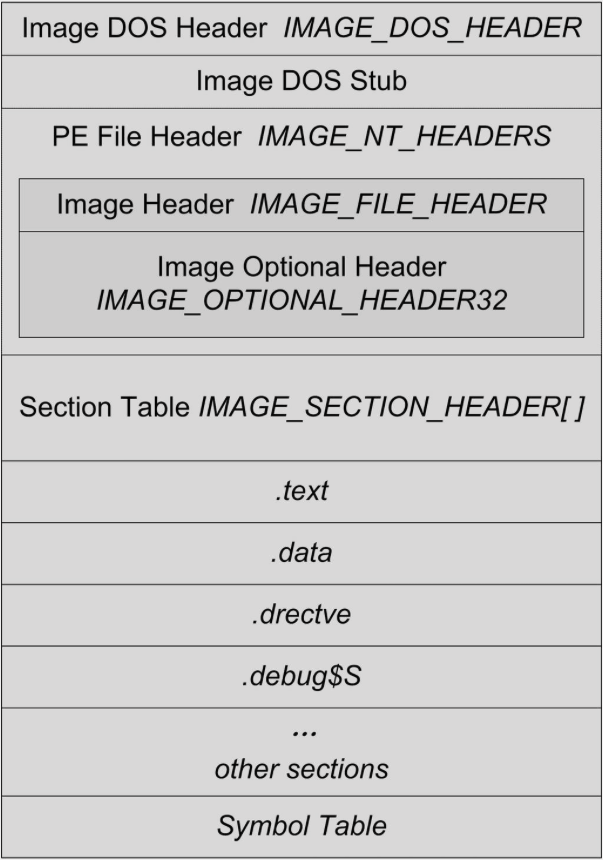 Image DOS Header IMAGE_DOS_HEADER
Image DOS Stub
PE File Header IMAGE_NT_HEADERS
Image Header IMAGE_FILE_HEADER
Image Optional Header
IMAGE_OPTIONAL_HEADER32
Section Table IMAGE_SECTION_HEADER[ ]
.text
.data
.drectve
.debug$S
...
other sections
Symbol Table